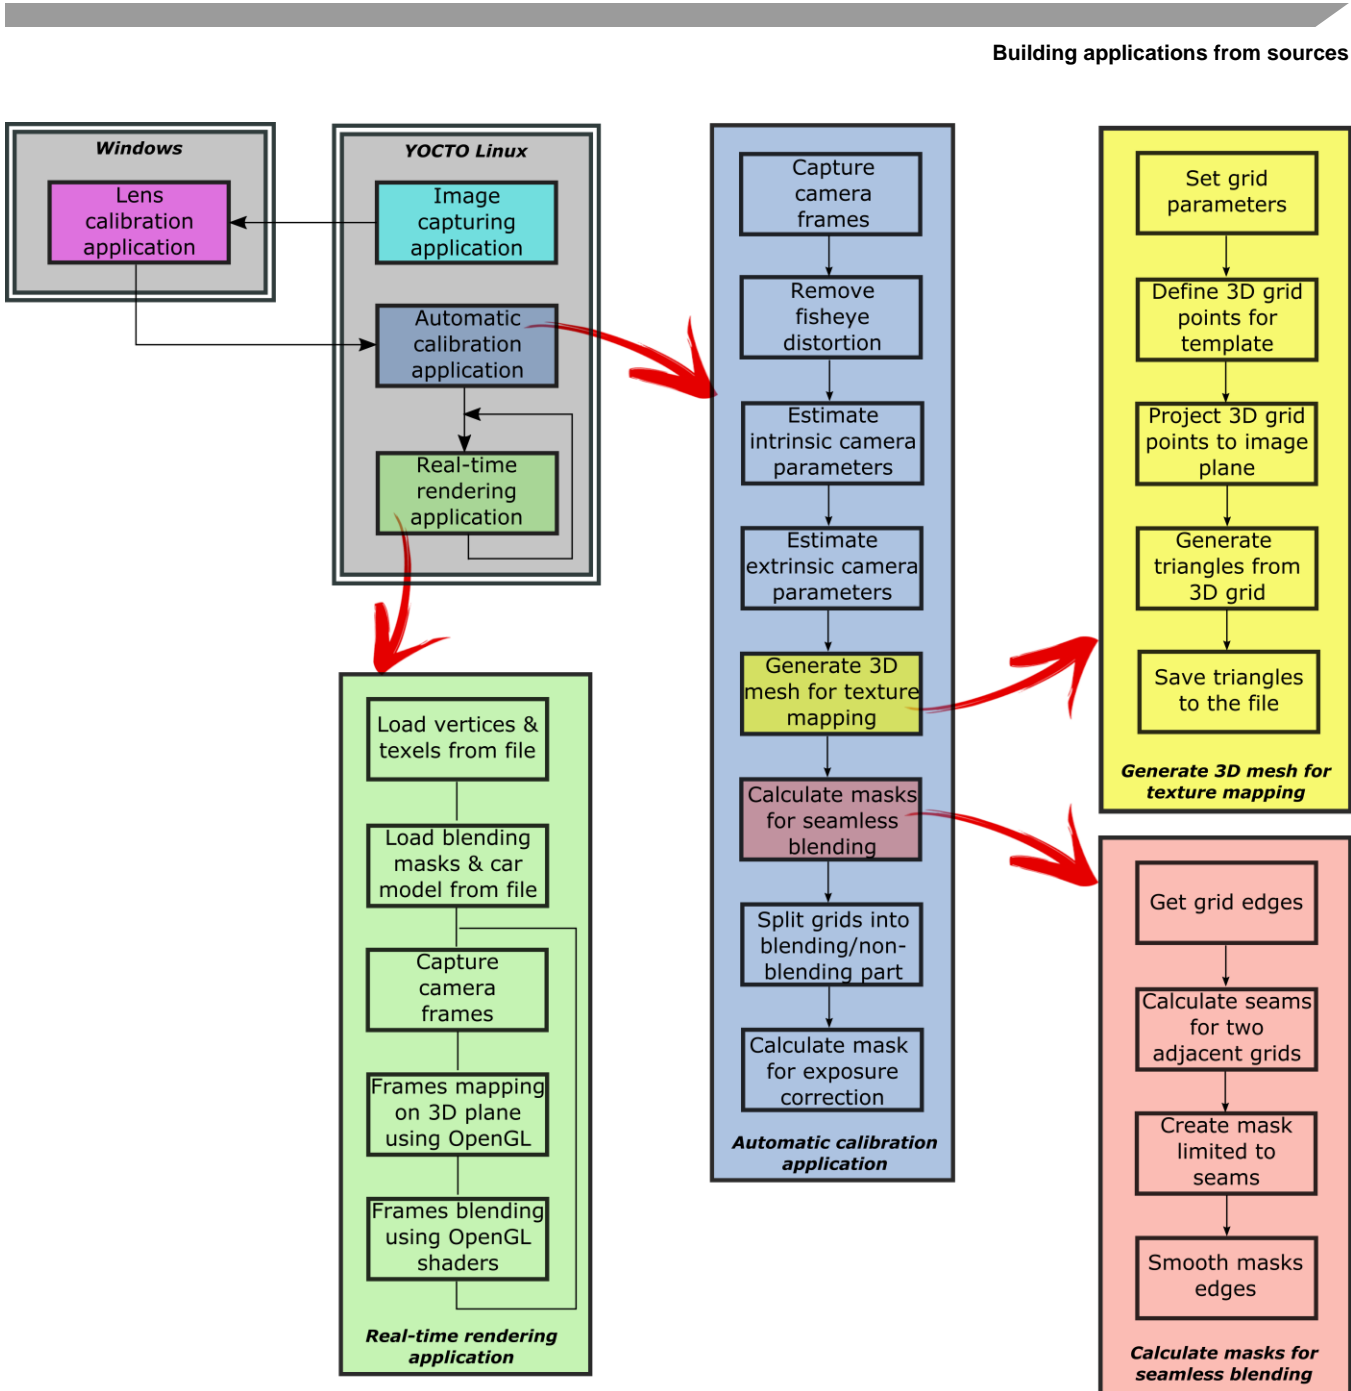 Building applications from sources
Windows
Lens
calibration
application
YOCTO Linux
Image
capturing
application
Automatic
calibration
application
Real-time
rendering
application
Load vertices &
texels from file
Load blending
masks & car
model from file
Capture
camera
frames
Frames mapping
on 3D plane
using OpenGL
Frames blending
using OpenGL
shaders
Real-time rendering
application
Capture
camera
frames
Remove
fisheye
distortion
Estimate
intrinsic camera
parameters
Estimate
extrinsic camera
parameters
Generate 3D
mesh for texture
mapping
Calculate masks
for seamless
blending
Split grids into
blending/non-
blending part
Calculate mask
for exposure
correction
Automatic calibration
application
Set grid
parameters
Define 3D grid
points for
template
Project 3D grid
points to image
plane
Generate
triangles from
3D grid
Save triangles
to the file
Generate 3D mesh for
texture mapping
Get grid edges
Calculate seams
for two
adjacent grids
Create mask
limited to
seams
Smooth masks
edges
Calculate masks for
seamless blending